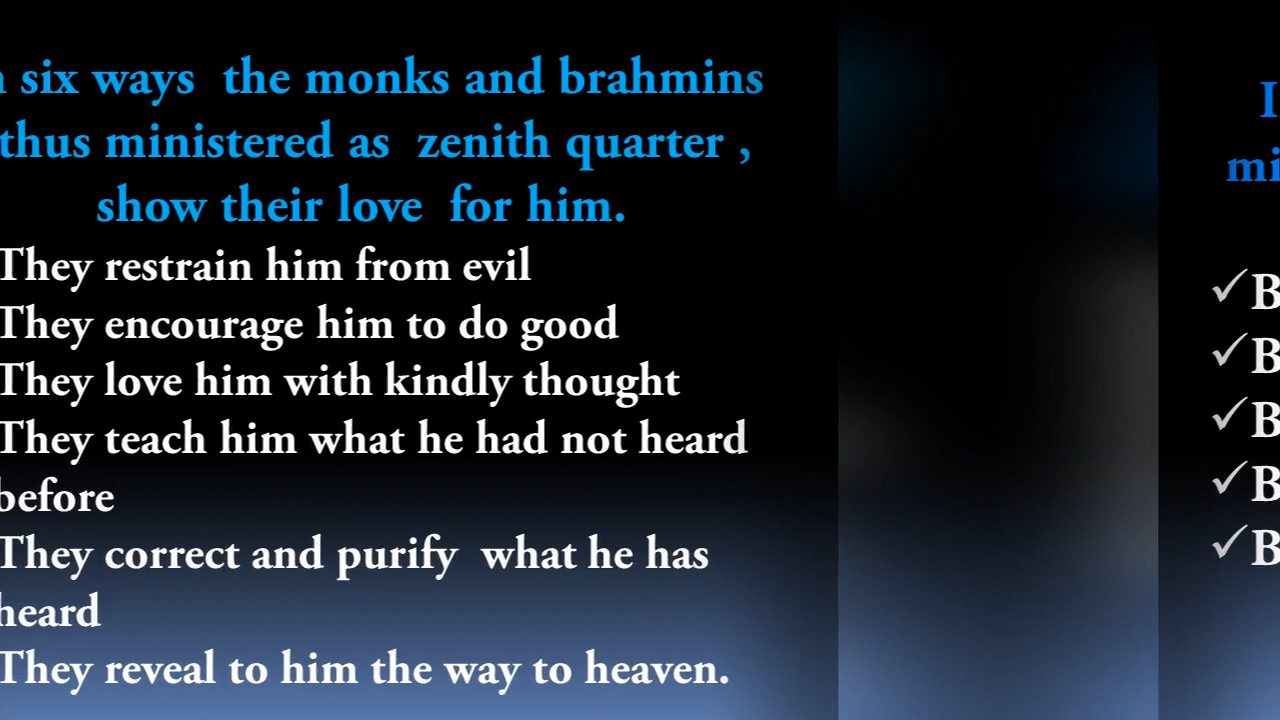 six ways the monks and brahmins
thus ministered as zenith quarter ,
show their love for him.
They restrain him from evil
They encourage him to do good
They love him with kindly thought
They teach him what he had not heard
before
They correct and purify what he has
heard
They reveal to him the way to heaven.
I
mi
✓B
✓B
✓B
✓B
✓B